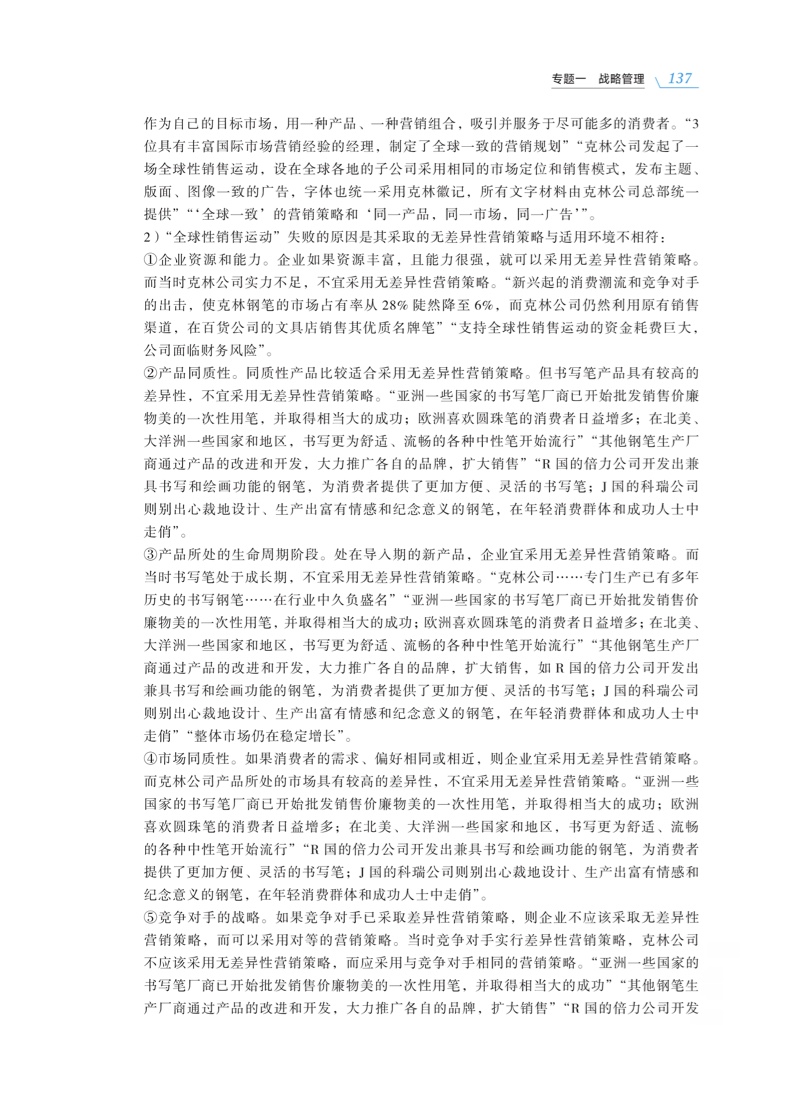 专题一 战略管理 137
作为自己的目标市场，用一种产品、一种营销组合，吸引并服务于尽可能多的消费者。“3
位具有丰富国际市场营销经验的经理，制定了全球一致的营销规划”“克林公司发起了一
场全球性销售运动，设在全球各地的子公司采用相同的市场定位和销售模式，发布主题、
版面、图像一致的广告，字体也统一采用克林徽记，所有文字材料由克林公司总部统一
提供”“‘全球一致’的营销策略和‘同一产品，同一市场，同一广告’”。
2）“全球性销售运动”失败的原因是其采取的无差异性营销策略与适用环境不相符：
①企业资源和能力。企业如果资源丰富，且能力很强，就可以采用无差异性营销策略。
而当时克林公司实力不足，不宜采用无差异性营销策略。“新兴起的消费潮流和竞争对手
的出击，使克林钢笔的市场占有率从 28% 陡然降至 6%，而克林公司仍然利用原有销售
渠道，在百货公司的文具店销售其优质名牌笔”“支持全球性销售运动的资金耗费巨大，
公司面临财务风险”。
②产品同质性。同质性产品比较适合采用无差异性营销策略。但书写笔产品具有较高的
差异性，不宜采用无差异性营销策略。“亚洲一些国家的书写笔厂商已开始批发销售价廉
物美的一次性用笔，并取得相当大的成功；欧洲喜欢圆珠笔的消费者日益增多；在北美、
大洋洲一些国家和地区，书写更为舒适、流畅的各种中性笔开始流行”“其他钢笔生产厂
商通过产品的改进和开发，大力推广各自的品牌，扩大销售”“R 国的倍力公司开发出兼
具书写和绘画功能的钢笔，为消费者提供了更加方便、灵活的书写笔；J 国的科瑞公司
则别出心裁地设计、生产出富有情感和纪念意义的钢笔，在年轻消费群体和成功人士中
走俏”。
③产品所处的生命周期阶段。处在导入期的新产品，企业宜采用无差异性营销策略。而
当时书写笔处于成长期，不宜采用无差异性营销策略。“克林公司……专门生产已有多年
历史的书写钢笔……在行业中久负盛名”“亚洲一些国家的书写笔厂商已开始批发销售价
廉物美的一次性用笔，并取得相当大的成功；欧洲喜欢圆珠笔的消费者日益增多；在北美、
大洋洲一些国家和地区，书写更为舒适、流畅的各种中性笔开始流行”“其他钢笔生产厂
商通过产品的改进和开发，大力推广各自的品牌，扩大销售，如 R 国的倍力公司开发出
兼具书写和绘画功能的钢笔，为消费者提供了更加方便、灵活的书写笔；J 国的科瑞公司
则别出心裁地设计、生产出富有情感和纪念意义的钢笔，在年轻消费群体和成功人士中
走俏”“整体市场仍在稳定增长”。
④市场同质性。如果消费者的需求、偏好相同或相近，则企业宜采用无差异性营销策略。
而克林公司产品所处的市场具有较高的差异性，不宜采用无差异性营销策略。“亚洲一些
国家的书写笔厂商已开始批发销售价廉物美的一次性用笔，并取得相当大的成功；欧洲
喜欢圆珠笔的消费者日益增多；在北美、大洋洲一些国家和地区，书写更为舒适、流畅
的各种中性笔开始流行”“R 国的倍力公司开发出兼具书写和绘画功能的钢笔，为消费者
提供了更加方便、灵活的书写笔；J 国的科瑞公司则别出心裁地设计、生产出富有情感和
纪念意义的钢笔，在年轻消费群体和成功人士中走俏”。
⑤竞争对手的战略。如果竞争对手已采取差异性营销策略，则企业不应该采取无差异性
营销策略，而可以采用对等的营销策略。当时竞争对手实行差异性营销策略，克林公司
不应该采用无差异性营销策略，而应采用与竞争对手相同的营销策略。“亚洲一些国家的
书写笔厂商已开始批发销售价廉物美的一次性用笔，并取得相当大的成功”“其他钢笔生
产厂商通过产品的改进和开发，大力推广各自的品牌，扩大销售”“R 国的倍力公司开发